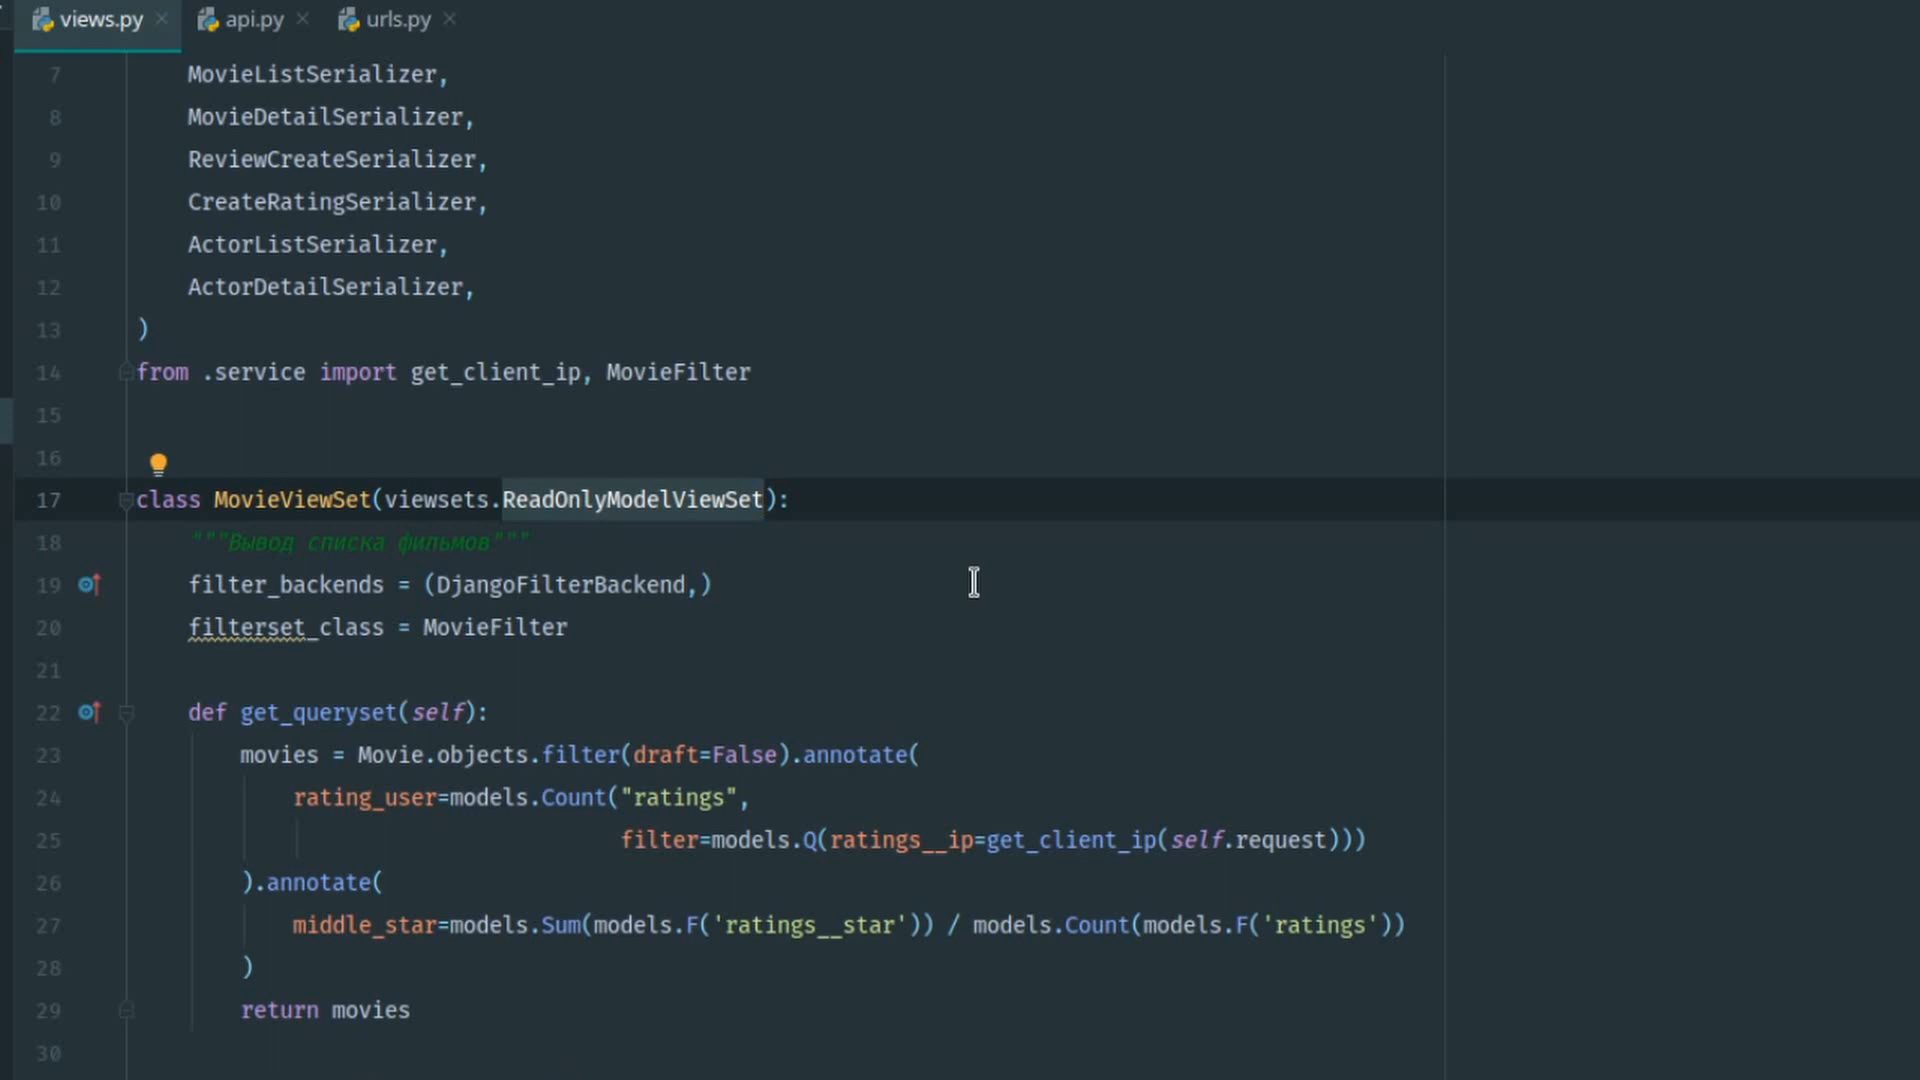 views.py api.py urls.py
7 MovieListSerializer,
8 MovieDetailSerializer,
9 ReviewCreateSerializer,
10 CreateRatingSerializer,
11 ActorListSerializer,
12 ActorDetailSerializer,
13 )
14 from .service import get_client_ip, MovieFilter
15
16
17 class MovieViewSet(viewsets.ReadOnlyModelViewSet):
18 """Вывод списка фильмов"""
19 filter_backends = (DjangoFilterBackend,)
20 filterset_class = MovieFilter
21
22 def get_queryset(self):
23 movies = Movie.objects.filter(draft=False).annotate(
24 rating_user=models.Count("ratings",
25 filter=models.Q(ratings__ip=get_client_ip(self.request)))
26 ).annotate(
27 middle_star=models.Sum(models.F('ratings__star')) / models.Count(models.F('ratings'))
28 )
29 return movies
30